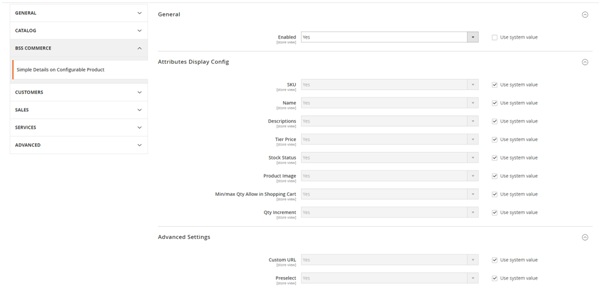 GENERAL
CATALOG
BSS COMMERCE
Simple Details on Configurable Product
CUSTOMERS
SALES
SERVICES
ADVANCED
General
Enabled
[store view]
Yes
Use system value
Attributes Display Config
SKU
[store view]
Yes
Use system value
Name
[store view]
Yes
Use system value
Descriptions
[store view]
Yes
Use system value
Tier Price
[store view]
Yes
Use system value
Stock Status
[store view]
Yes
Use system value
Product Image
[store view]
Yes
Use system value
Min/max Qty Allow in Shopping Cart
[store view]
Yes
Use system value
Qty Increment
[store view]
Yes
Use system value
Advanced Settings
Custom URL
[store view]
Yes
Use system value
Preselect
[store view]
Yes
Use system value